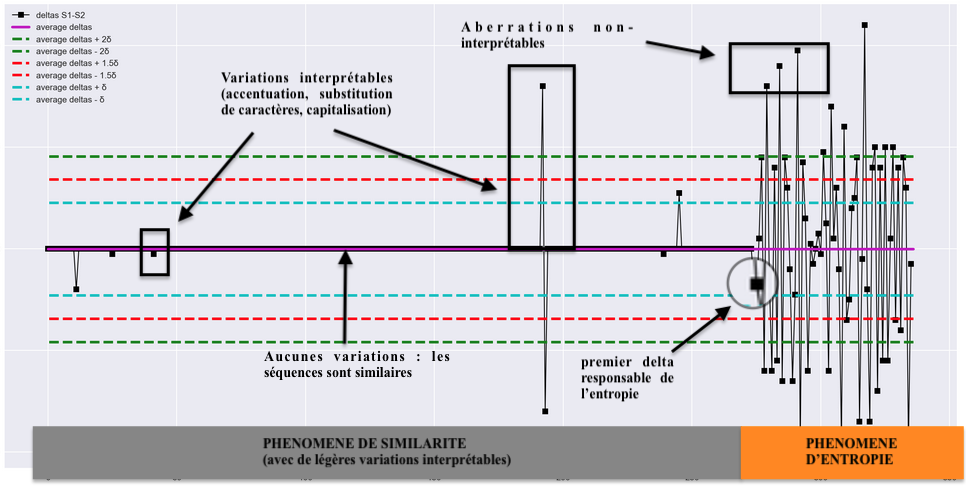 deltas S1-S2
average deltas
average deltas + 2δ
average deltas - 2δ
average deltas + 1.5δ
average deltas - 1.5δ
average deltas + δ
average deltas - δ
Aberrations non-
interprétables
Variations interprétables
(accentuation, substitution
de caractères, capitalisation)
Aucunes variations : les
séquences sont similaires
premier delta
responsable de
l’entropie
PHENOMENE DE SIMILARITE
(avec de légères variations interprétables)
PHENOMENE
D’ENTROPIE